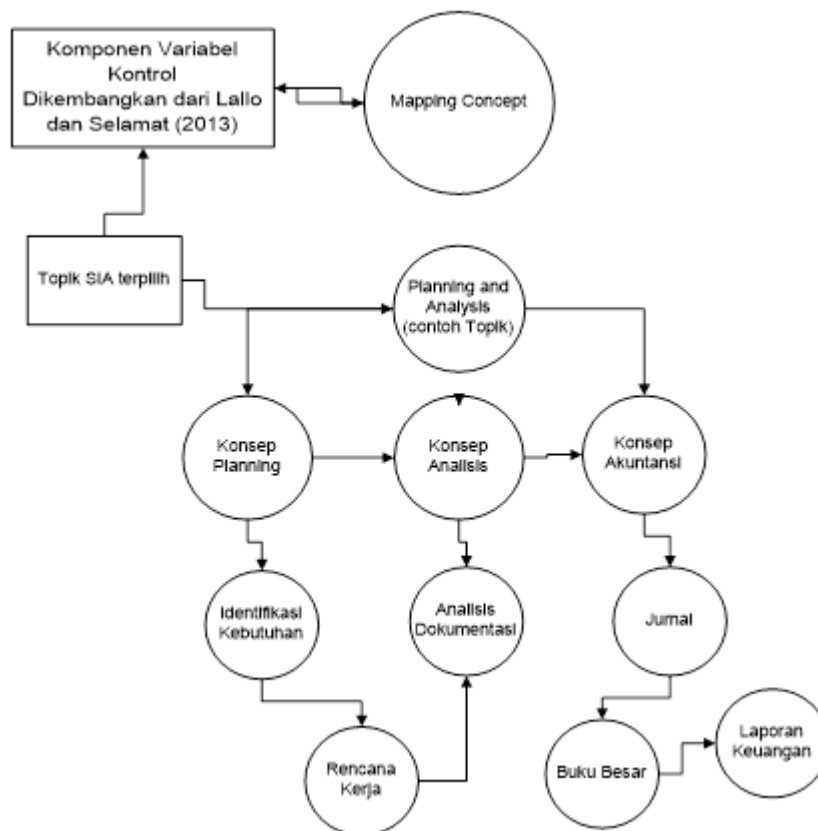 Komponen Variabel
Kontrol
Dikembangkan dari Lallo
dan Selamat (2013)
Mapping Concept
Topik SIA terpilih
Planning and
Analysis
(contoh Topik)
Konsep
Planning
Konsep
Analisis
Konsep
Akuntansi
Identifikasi
Kebutuhan
Analisis
Dokumentasi
Jurnal
Rencana
Kerja
Buku Besar
Laporan
Keuangan